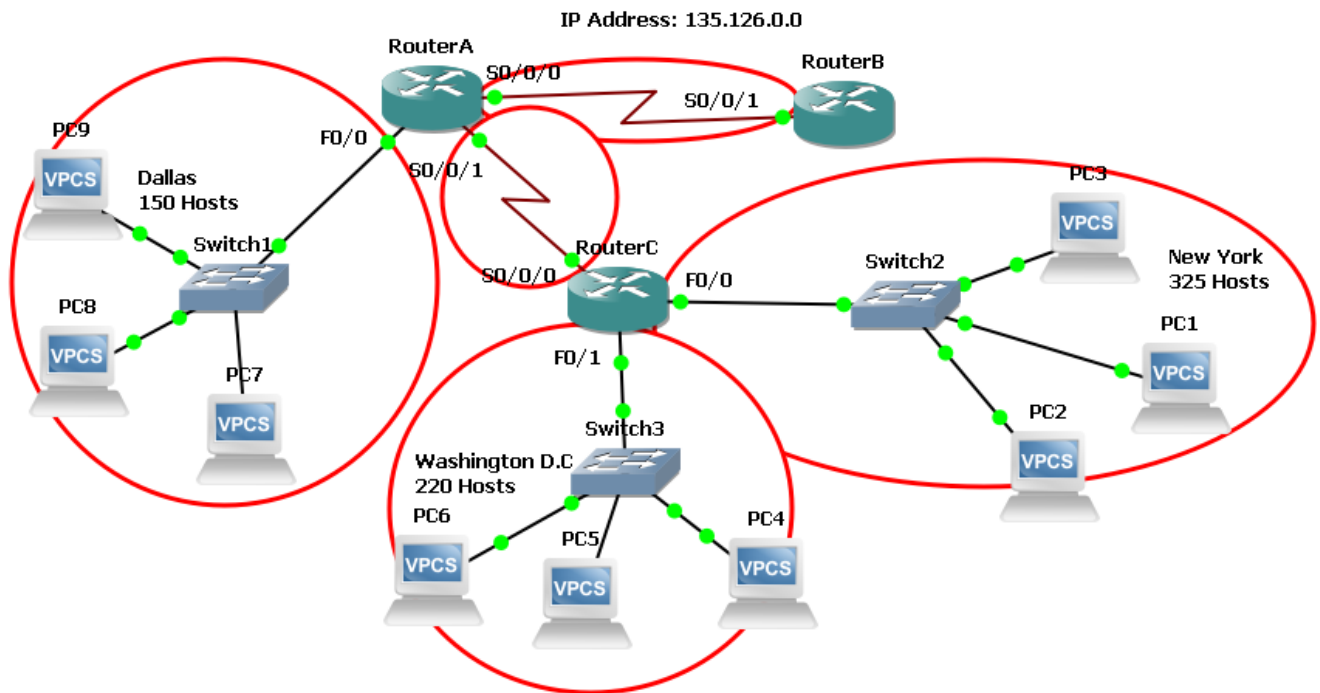 IP Address: 135.126.0.0
RouterA
RouterB
S0/0/0
S0/0/1
F0/0
S0/0/1
PC9
VPCS
Dallas
150 Hosts
Switch1
PC8
VPCS
PC7
VPCS
RouterC
S0/0/0
F0/0
F0/1
Switch2
PC3
VPCS
New York
325 Hosts
PC1
VPCS
PC2
VPCS
Switch3
Washington D.C
220 Hosts
PC6
VPCS
PC5
VPCS
PC4
VPCS